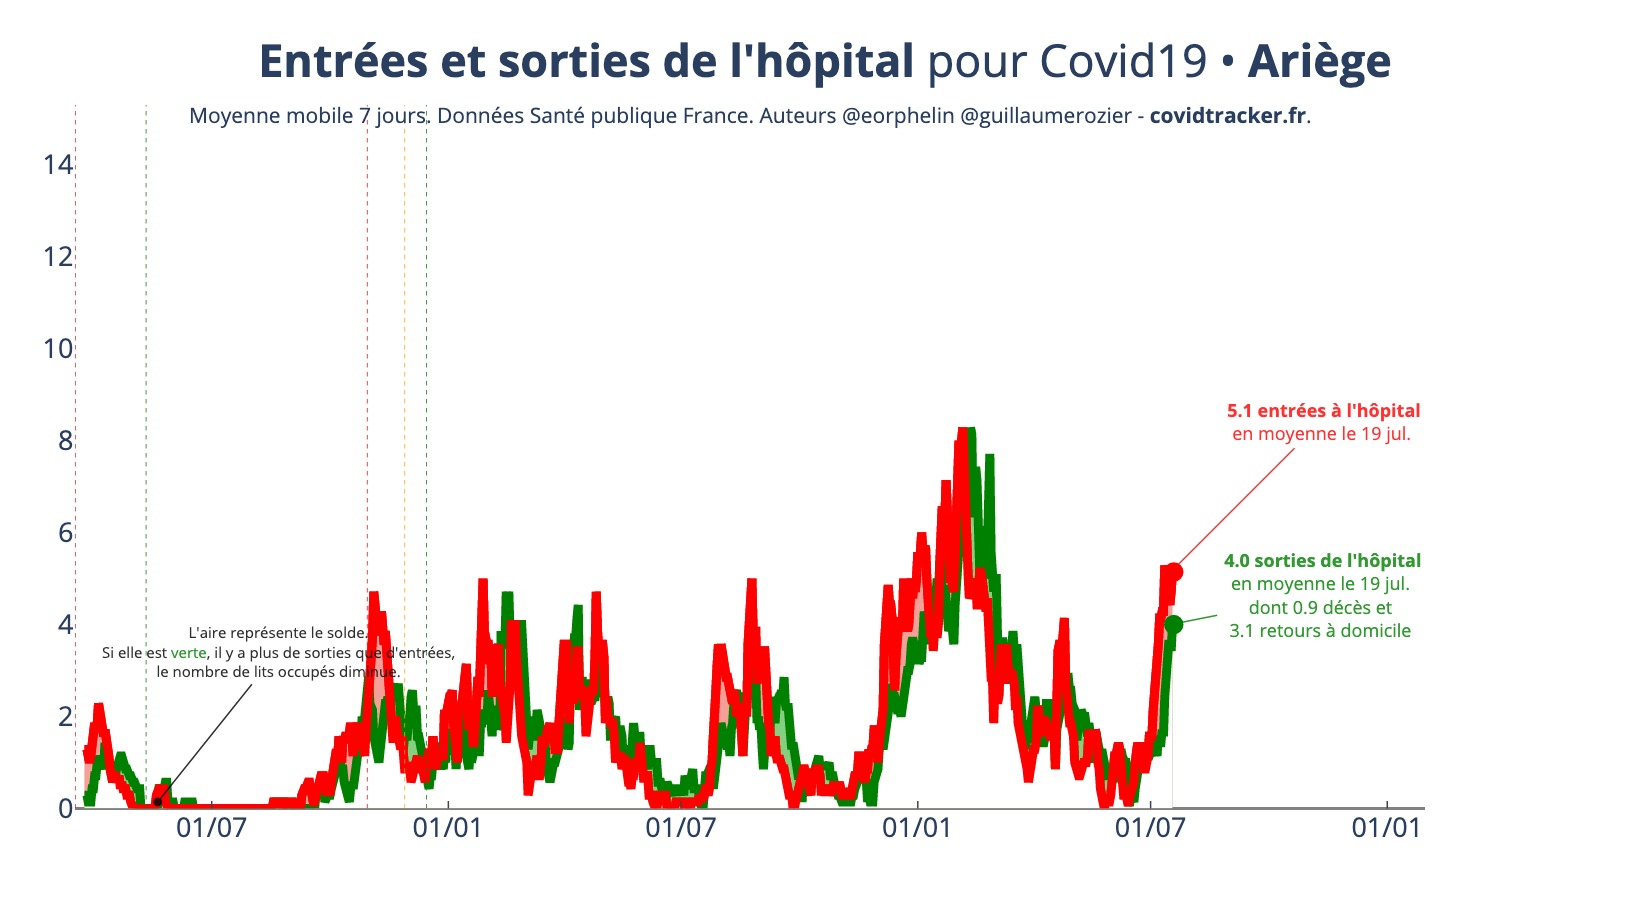 Entrées et sorties de l'hôpital pour Covid19 • Ariège
Moyenne mobile 7 jours. Données Santé publique France. Auteurs @eorphelin @guillaumerozier - covidtracker.fr.
14
12
10
8
6
4
2
0
5.1 entrées à l'hôpital
en moyenne le 19 jul.
4.0 sorties de l'hôpital
en moyenne le 19 jul.
dont 0.9 décès et
3.1 retours à domicile
L'aire représente le solde.
Si elle est verte, il y a plus de sorties que d'entrées,
le nombre de lits occupés diminue.
01/07
01/01
01/07
01/01
01/07
01/01